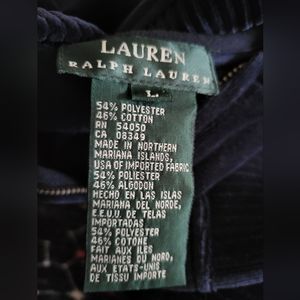 LAUREN
RALPH LAUREN
L
54% POLYESTER
46% COTTON
RN 54050
CA 08349
MADE IN NORTHERN
MARIANA ISLANDS,
USA OF IMPORTED FABRIC
54% POLIESTER
46% ALGODON
HECHO EN LAS ISLAS
MARIANA DEL NORDE,
E.E.U.U. DE TELAS
IMPORTADAS
54% POLYESTER
46% COTONE
FAIT AUX ILES
MARIANES DU NORD,
AUX ETATS-UNIS
DE TISSU IMPORTE